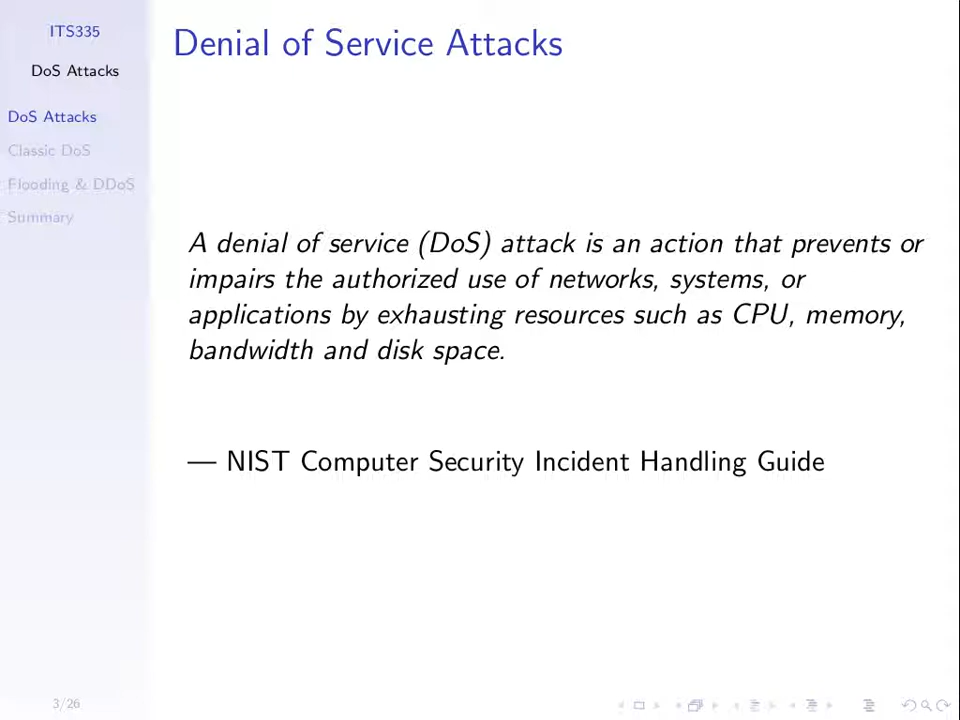 ITS335
DoS Attacks
DoS Attacks
Classic DoS
Flooding & DDoS
Summary
Denial of Service Attacks
A denial of service (DoS) attack is an action that prevents or
impairs the authorized use of networks, systems, or
applications by exhausting resources such as CPU, memory,
bandwidth and disk space.
— NIST Computer Security Incident Handling Guide
3/26